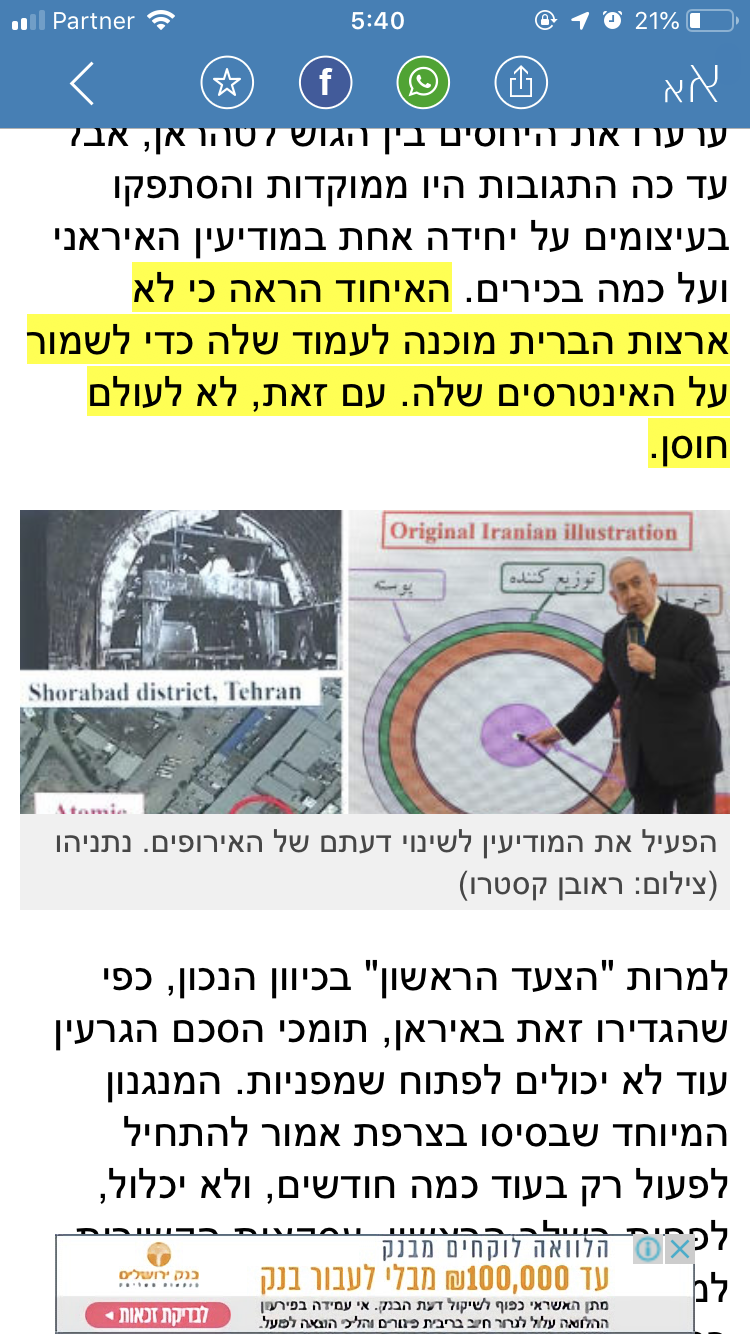 Partner
5:40
21%
f
אא
ערערו את היחסים בין הגוש לטהראן, אבל
עד כה התגובות היו ממוקדות והסתפקו
בעיצומים על יחידה אחת במודיעין האיראני
ועל כמה בכירים. האיחוד הראה כי לא
ארצות הברית מוכנה לעמוד שלה כדי לשמור
על האינטרסים שלה. עם זאת, לא לעולם
חוסן.
Original Iranian illustration
پوسته
توزیع کننده
Shorabad district, Tehran
Atomic
הפעיל את המודיעין לשינוי דעתם של האירופים. נתניהו
(צילום: ראובן קסטרו)
למרות "הצעד הראשון" בכיוון הנכון, כפי
שהגדירו זאת באיראן, תומכי הסכם הגרעין
עוד לא יכולים לפתוח שמפניות. המנגנון
המיוחד שבסיסו בצרפת אמור להתחיל
לפעול רק בעוד כמה חודשים, ולא יכלול,
הלוואה לוקחים מבנק
עד 100,000₪ מבלי לעבור בנק
בנק ירושלים
מתן האשראי כפוף לשיקול דעת הבנק. אי עמידה בפירעון
ההלוואה עלול לגרור חיוב בריבית פיגורים והליכי הוצאה לפועל.
לבדיקת זכאות